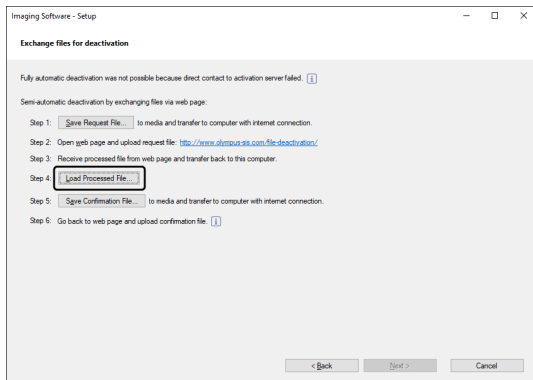 Imaging Software - Setup
Exchange files for deactivation
Fully automatic deactivation was not possible because direct contact to activation server failed. i
Semi-automatic deactivation by exchanging files via web page:
Step 1: Save Request File... to media and transfer to computer with internet connection.
Step 2: Open web page and upload request file: http://www.olympus-sis.com/file-deactivation/
Step 3: Receive processed file from web page and transfer back to this computer.
Step 4: Load Processed File...
Step 5: Save Confirmation File... to media and transfer to computer with internet connection.
Step 6: Go back to web page and upload confirmation file. i
< Back Next > Cancel